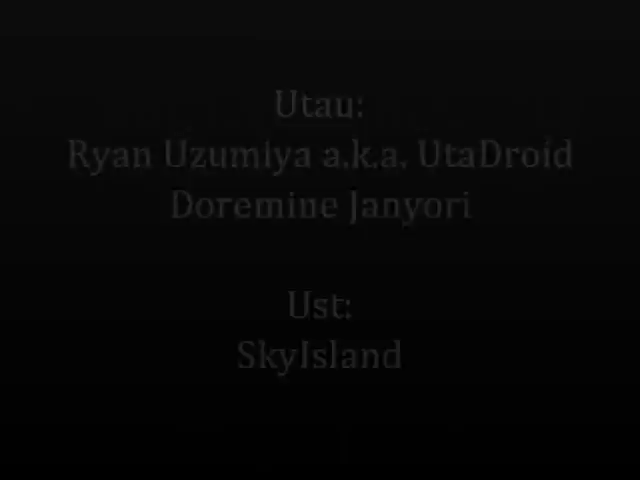 Utau:
Ryan Uzumiya a.k.a. UtaDroid
Doremine Janyori
Ust:
SkyIsland